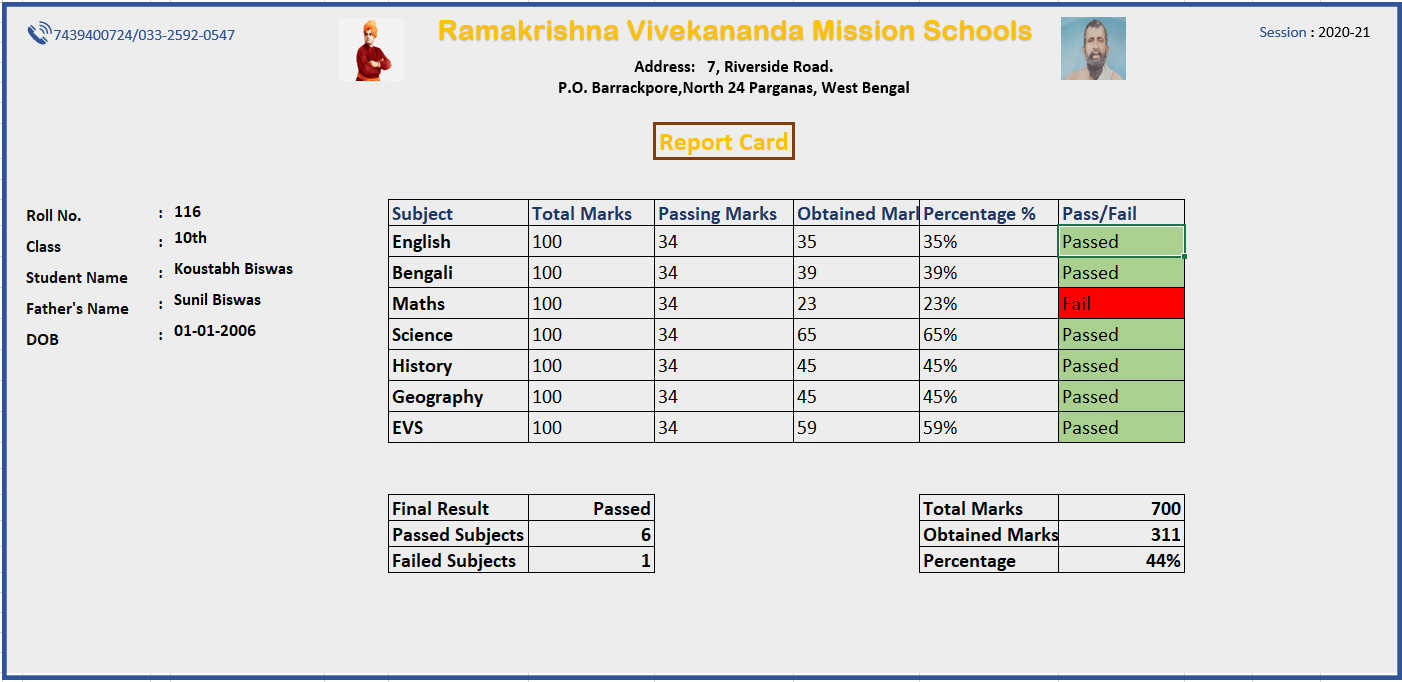 7439400724/033-2592-0547
Ramakrishna Vivekananda Mission Schools
Session : 2020-21
Address: 7, Riverside Road.
P.O. Barrackpore,North 24 Parganas, West Bengal
Report Card
Roll No. : 116
Class : 10th
Student Name : Koustabh Biswas
Father's Name : Sunil Biswas
DOB : 01-01-2006
Subject Total Marks Passing Marks Obtained Marl Percentage % Pass/Fail
English 100 34 35 35% Passed
Bengali 100 34 39 39% Passed
Maths 100 34 23 23% Fail
Science 100 34 65 65% Passed
History 100 34 45 45% Passed
Geography 100 34 45 45% Passed
EVS 100 34 59 59% Passed
Final Result Passed
Passed Subjects 6
Failed Subjects 1
Total Marks 700
Obtained Marks 311
Percentage 44%